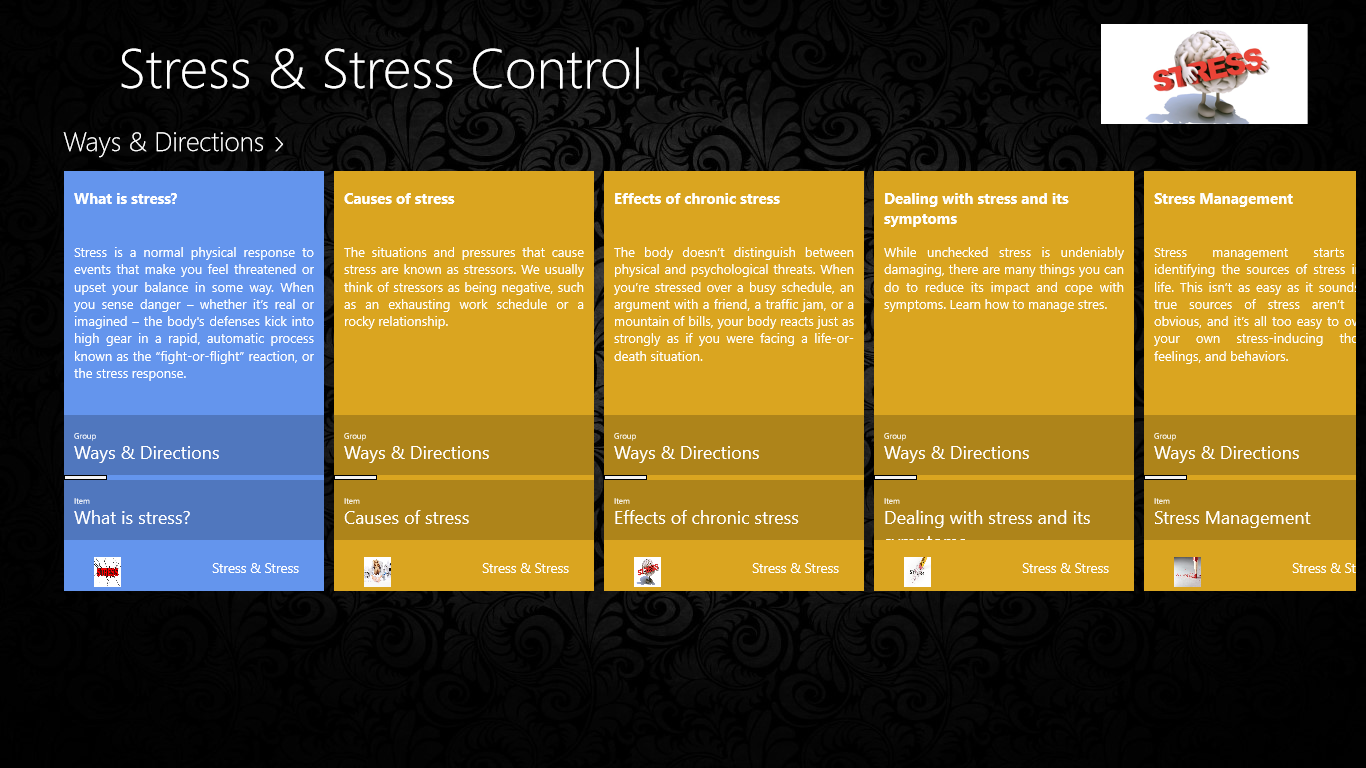 Stress & Stress Control
STRESS
Ways & Directions >
What is stress?
Stress is a normal physical response to
events that make you feel threatened or
upset your balance in some way. When
you sense danger – whether it's real or
imagined – the body's defenses kick into
high gear in a rapid, automatic process
known as the “fight-or-flight” reaction, or
the stress response.
Group
Ways & Directions
Item
What is stress?
Stress & Stress
Causes of stress
The situations and pressures that cause
stress are known as stressors. We usually
think of stressors as being negative, such
as an exhausting work schedule or a
rocky relationship.
Group
Ways & Directions
Item
Causes of stress
Stress & Stress
Effects of chronic stress
The body doesn't distinguish between
physical and psychological threats. When
you're stressed over a busy schedule, an
argument with a friend, a traffic jam, or a
mountain of bills, your body reacts just as
strongly as if you were facing a life-or-
death situation.
Group
Ways & Directions
Item
Effects of chronic stress
Stress & Stress
Dealing with stress and its
symptoms
While unchecked stress is undeniably
damaging, there are many things you can
do to reduce its impact and cope with
symptoms. Learn how to manage stres.
Group
Ways & Directions
Item
Dealing with stress and its
symptoms
Stress & Stress
Stress Management
Stress management starts
identifying the sources of stress
life. This isn't as easy as it sounds
true sources of stress aren't
obvious, and it's all too easy to
your own stress-inducing
feelings, and behaviors.
Group
Ways & Directions
Item
Stress Management
Stress & St